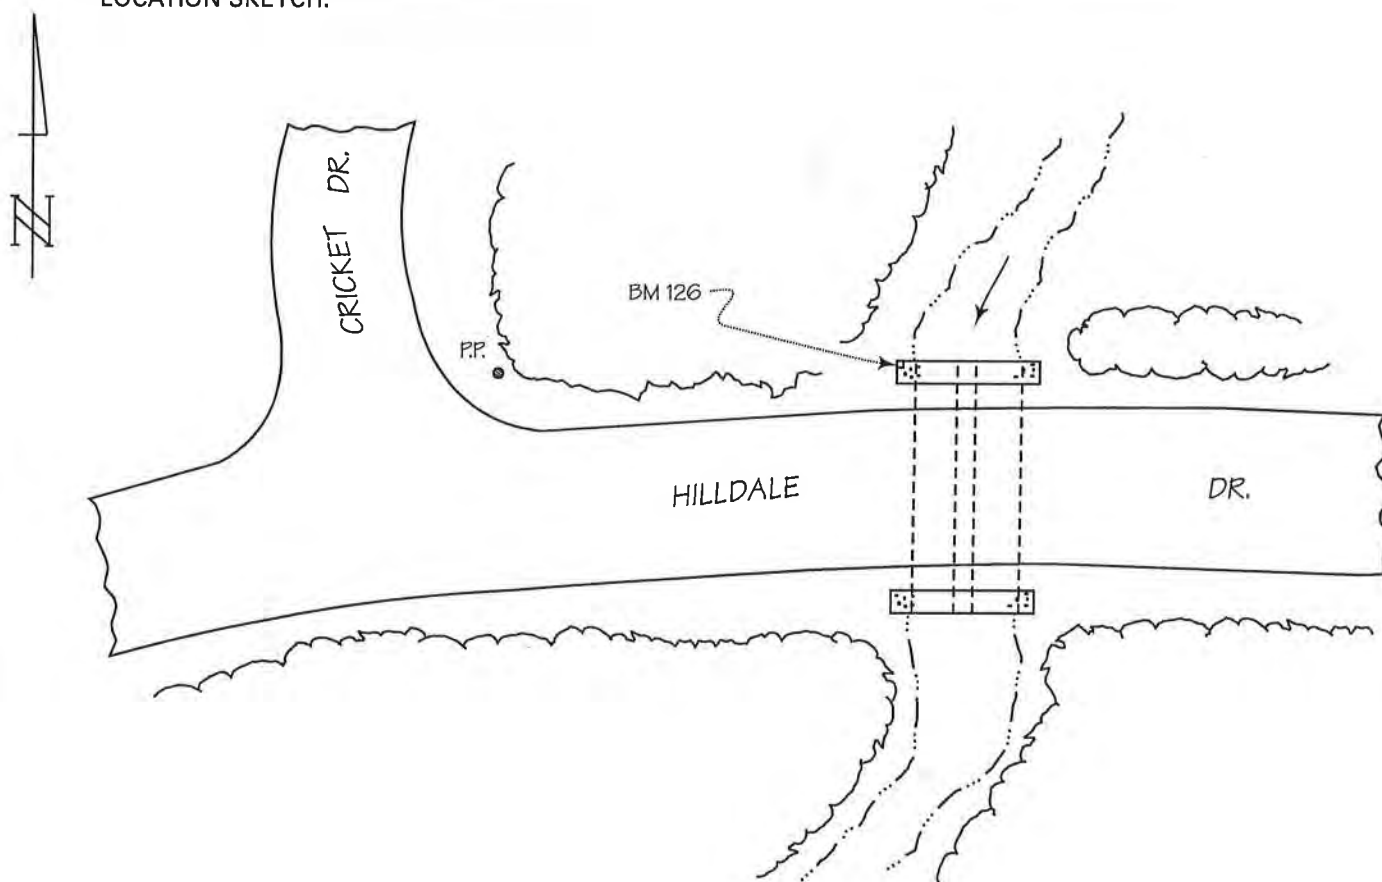 LOCATION SKETCH:
N
CRICKET DR.
BM 126
P.P.
HILLDALE DR.